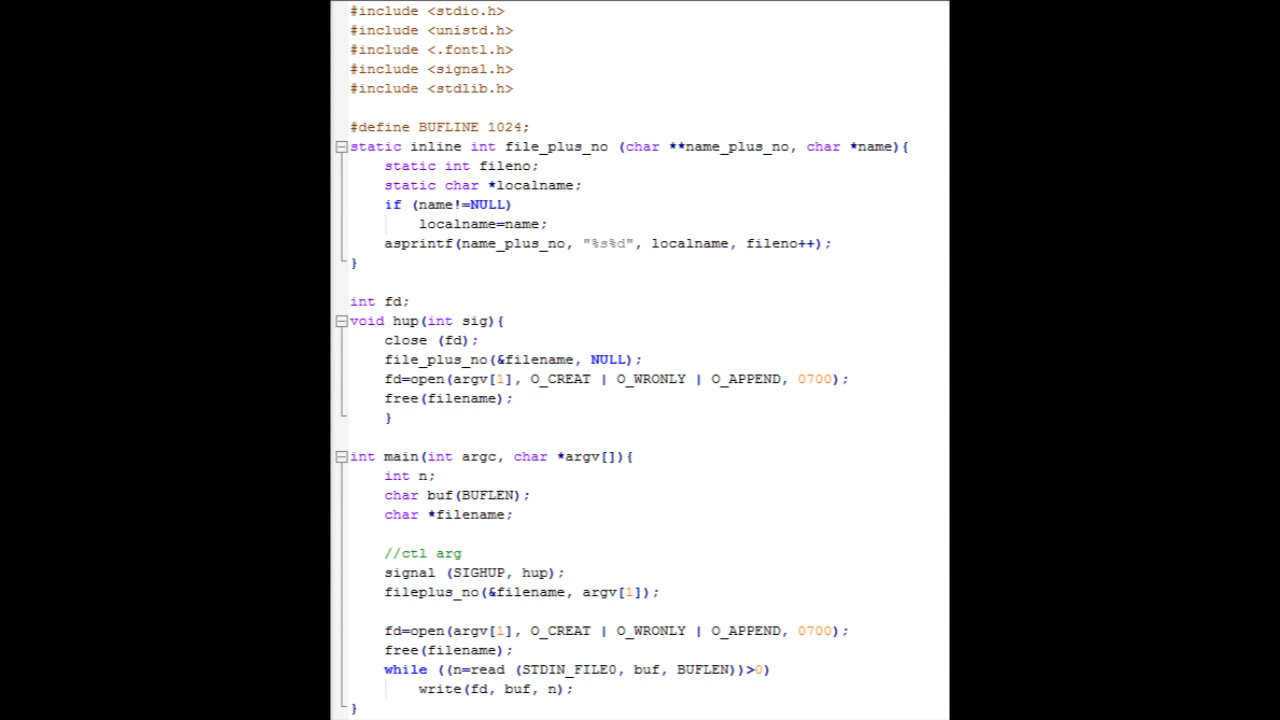 #include <stdio.h>
#include <unistd.h>
#include <.fontl.h>
#include <signal.h>
#include <stdlib.h>
#define BUFLINE 1024;
static inline int file_plus_no (char **name_plus_no, char *name){
static int fileno;
static char *localname;
if (name!=NULL)
localname=name;
asprintf(name_plus_no, "%s%d", localname, fileno++);
}
int fd;
void hup(int sig){
close (fd);
file_plus_no(&filename, NULL);
fd=open(argv[1], O_CREAT | O_WRONLY | O_APPEND, 0700);
free(filename);
}
int main(int argc, char *argv[]){
int n;
char buf(BUFLEN);
char *filename;
//ctl arg
signal (SIGHUP, hup);
fileplus_no(&filename, argv[1]);
fd=open(argv[1], O_CREAT | O_WRONLY | O_APPEND, 0700);
free(filename);
while ((n=read (STDIN_FILE0, buf, BUFLEN))>0)
write(fd, buf, n);
}